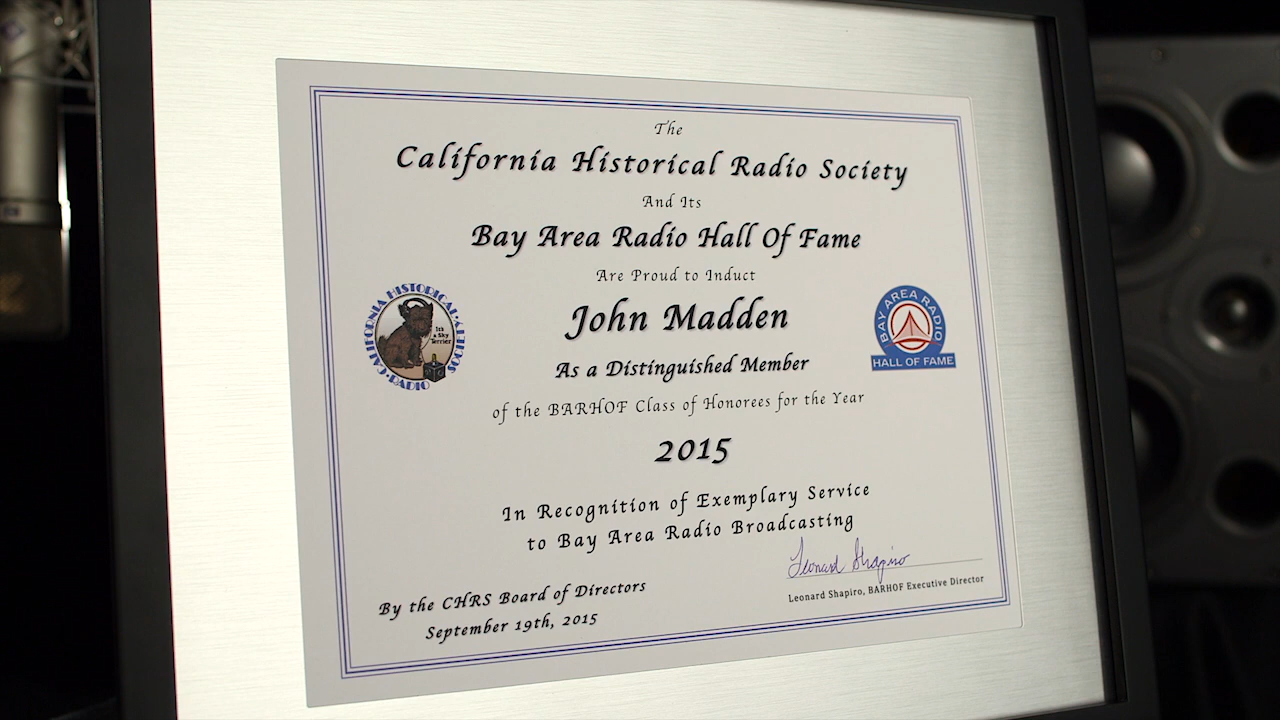 The
California Historical Radio Society
And Its
Bay Area Radio Hall Of Fame
Are Proud to Induct
John Madden
As a Distinguished Member
of the BARHOF Class of Honorees for the Year
2015
In Recognition of Exemplary Service
to Bay Area Radio Broadcasting
CALIFORNIA HISTORICAL RADIO SOCIETY
Ich
a Sky
Terrier
BAY AREA RADIO
HALL OF FAME
By the CHRS Board of Directors
September 19th, 2015
Leonard Shapiro
Leonard Shapiro, BARHOF Executive Director